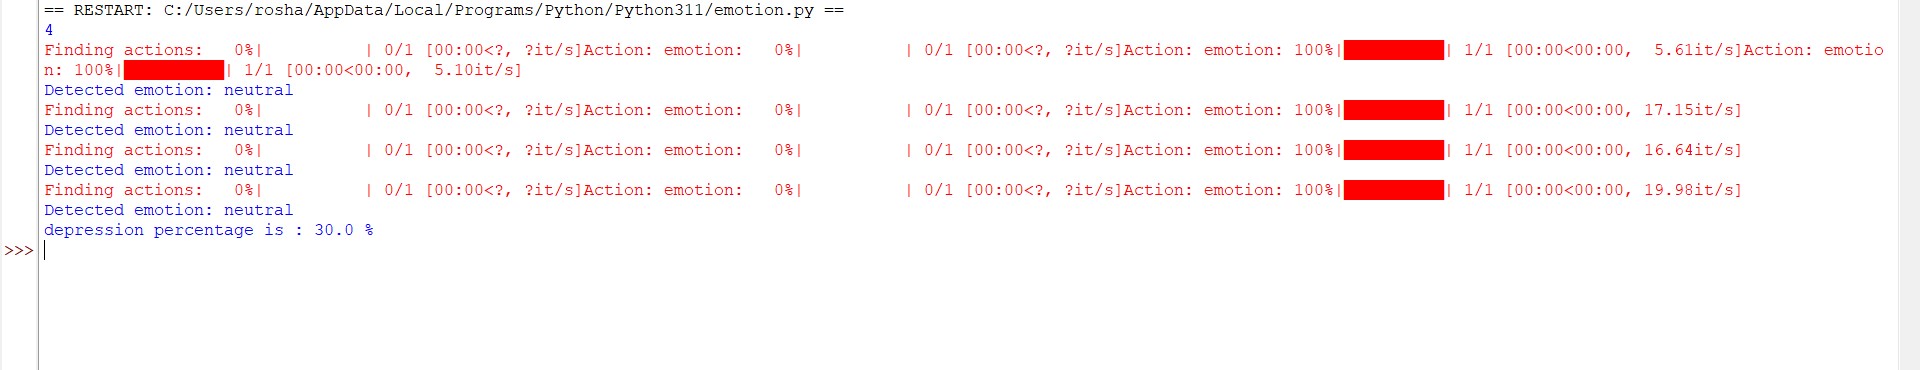 == RESTART: C:/Users/rosha/AppData/Local/Programs/Python/Python311/emotion.py ==
4
Finding actions:   0%|          | 0/1 [00:00<?, ?it/s]Action: emotion:   0%|          | 0/1 [00:00<?, ?it/s]Action: emotion: 100%|██████████| 1/1 [00:00<00:00,  5.61it/s]Action: emotio
n: 100%|██████████| 1/1 [00:00<00:00,  5.10it/s]
Detected emotion: neutral
Finding actions:   0%|          | 0/1 [00:00<?, ?it/s]Action: emotion:   0%|          | 0/1 [00:00<?, ?it/s]Action: emotion: 100%|██████████| 1/1 [00:00<00:00, 17.15it/s]
Detected emotion: neutral
Finding actions:   0%|          | 0/1 [00:00<?, ?it/s]Action: emotion:   0%|          | 0/1 [00:00<?, ?it/s]Action: emotion: 100%|██████████| 1/1 [00:00<00:00, 16.64it/s]
Detected emotion: neutral
Finding actions:   0%|          | 0/1 [00:00<?, ?it/s]Action: emotion:   0%|          | 0/1 [00:00<?, ?it/s]Action: emotion: 100%|██████████| 1/1 [00:00<00:00, 19.98it/s]
Detected emotion: neutral
depression percentage is : 30.0 %
>>>